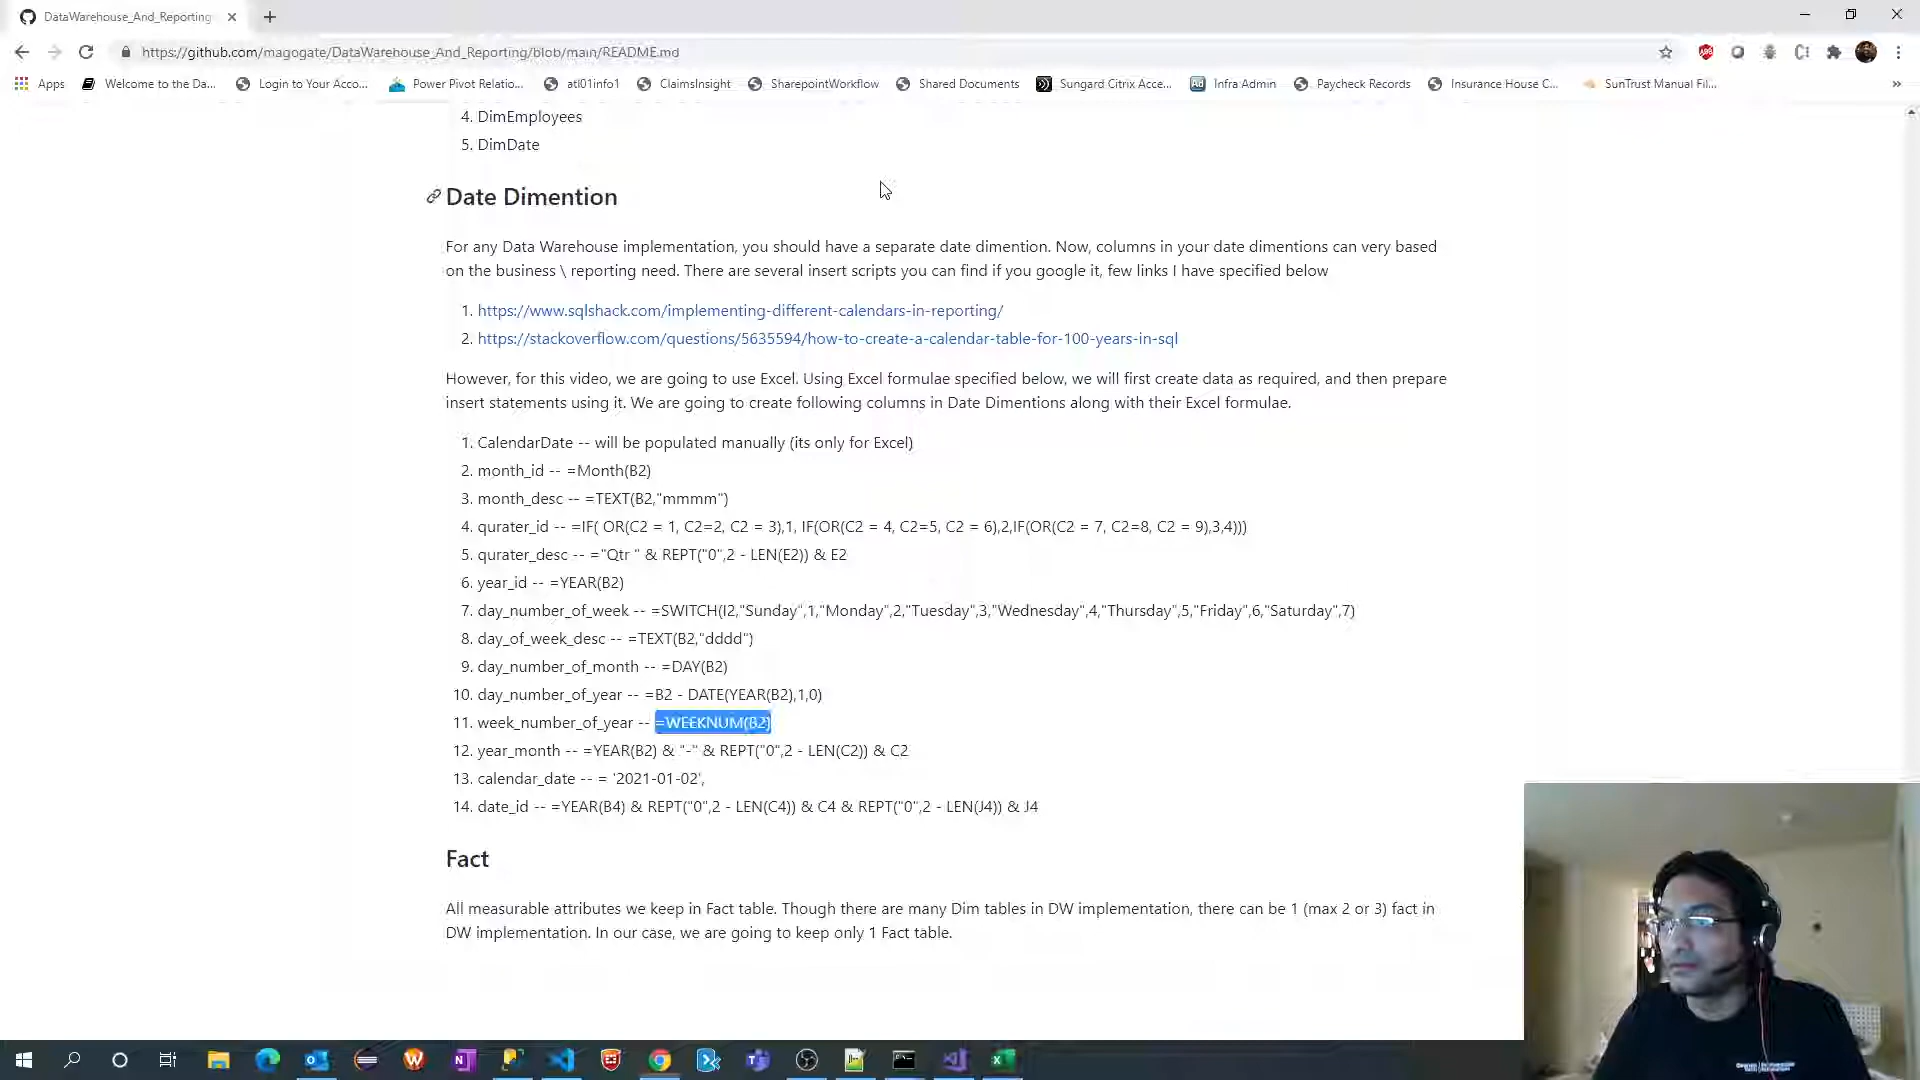 DataWarehouse_And_Reporting
https://github.com/magogate/DataWarehouse_And_Reporting/blob/main/README.md
Apps
Welcome to the Da...
Login to Your Acco...
Power Pivot Relatio...
atl01info1
ClaimsInsight
SharepointWorkflow
Shared Documents
Sungard Citrix Acce...
Infra Admin
Paycheck Records
Insurance House C...
SunTrust Manual Fil...
4. DimEmployees
5. DimDate
Date Dimention
For any Data Warehouse implementation, you should have a separate date dimention. Now, columns in your date dimentions can very based
on the business \ reporting need. There are several insert scripts you can find if you google it, few links I have specified below
1. https://www.sqlshack.com/implementing-different-calendars-in-reporting/
2. https://stackoverflow.com/questions/5635594/how-to-create-a-calendar-table-for-100-years-in-sql
However, for this video, we are going to use Excel. Using Excel formulae specified below, we will first create data as required, and then prepare
insert statements using it. We are going to create following columns in Date Dimentions along with their Excel formulae.
1. CalendarDate -- will be populated manually (its only for Excel)
2. month_id -- =Month(B2)
3. month_desc -- =TEXT(B2,"mmmm")
4. qurater_id -- =IF( OR(C2 = 1, C2=2, C2 = 3),1, IF(OR(C2 = 4, C2=5, C2 = 6),2,IF(OR(C2 = 7, C2=8, C2 = 9),3,4)))
5. qurater_desc -- ="Qtr " & REPT("0",2 - LEN(E2)) & E2
6. year_id -- =YEAR(B2)
7. day_number_of_week -- =SWITCH(I2,"Sunday",1,"Monday",2,"Tuesday",3,"Wednesday",4,"Thursday",5,"Friday",6,"Saturday",7)
8. day_of_week_desc -- =TEXT(B2,"dddd")
9. day_number_of_month -- =DAY(B2)
10. day_number_of_year -- =B2 - DATE(YEAR(B2),1,0)
11. week_number_of_year -- =WEEKNUM(B2)
12. year_month -- =YEAR(B2) & "-" & REPT("0",2 - LEN(C2)) & C2
13. calendar_date -- = '2021-01-02',
14. date_id -- =YEAR(B4) & REPT("0",2 - LEN(C4)) & C4 & REPT("0",2 - LEN(J4)) & J4
Fact
All measurable attributes we keep in Fact table. Though there are many Dim tables in DW implementation, there can be 1 (max 2 or 3) fact in
DW implementation. In our case, we are going to keep only 1 Fact table.